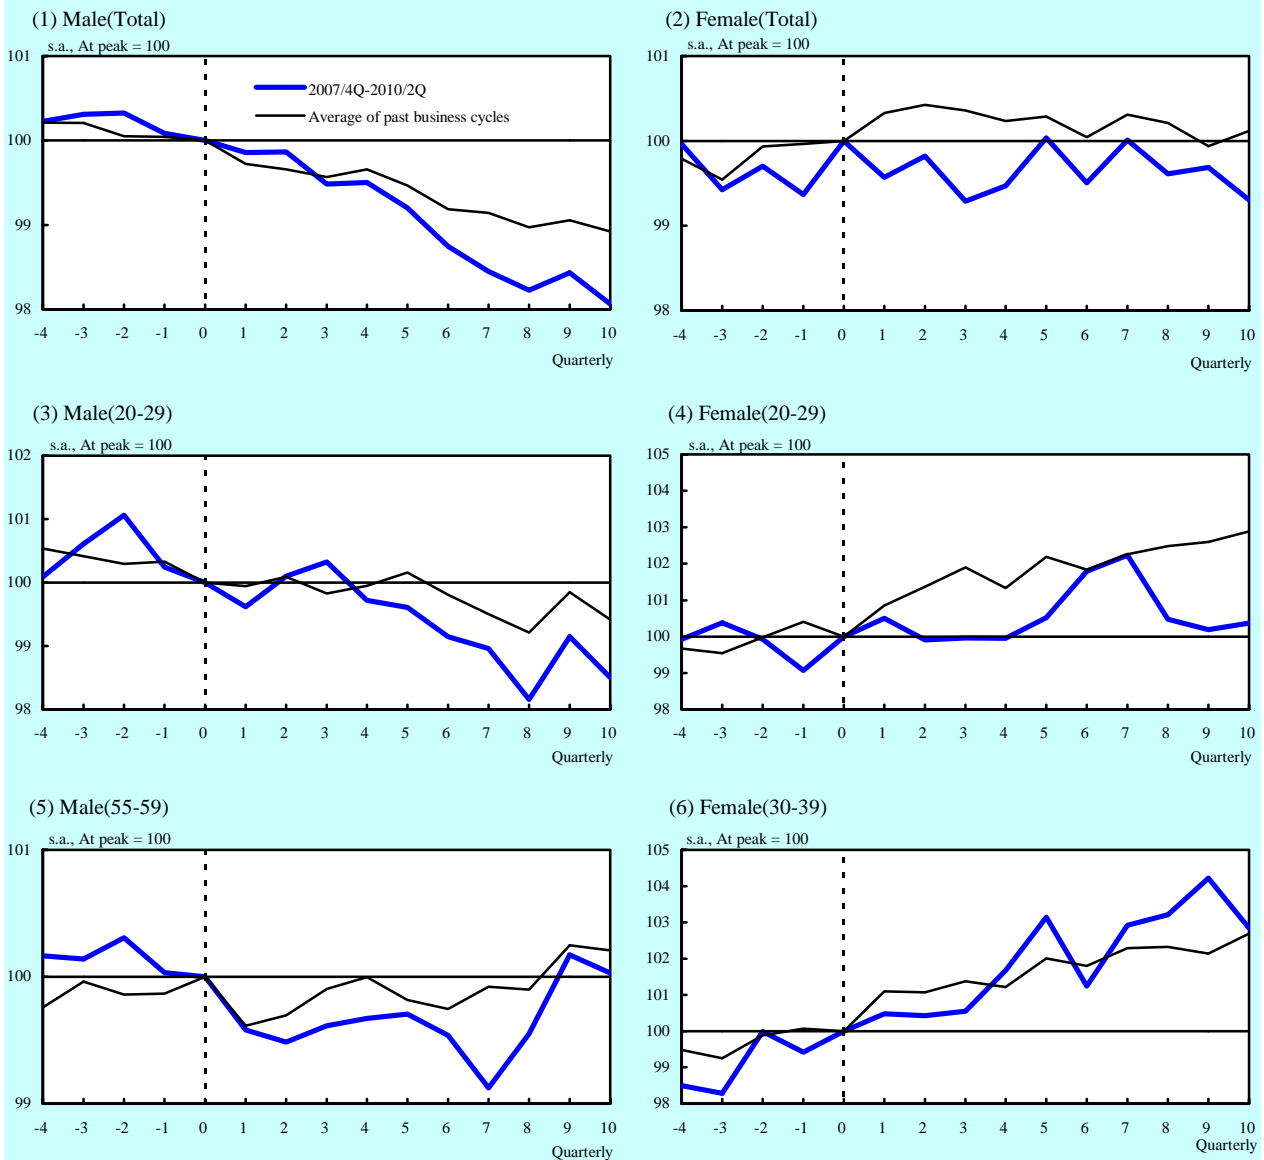 (1) Male(Total)
s.a., At peak = 100
101
100
99
98
2007/4Q-2010/2Q
Average of past business cycles
-4 -3 -2 -1 0 1 2 3 4 5 6 7 8 9 10
Quarterly
(2) Female(Total)
s.a., At peak = 100
101
100
99
98
-4 -3 -2 -1 0 1 2 3 4 5 6 7 8 9 10
Quarterly
(3) Male(20-29)
s.a., At peak = 100
102
101
100
99
98
-4 -3 -2 -1 0 1 2 3 4 5 6 7 8 9 10
Quarterly
(4) Female(20-29)
s.a., At peak = 100
105
104
103
102
101
100
99
98
-4 -3 -2 -1 0 1 2 3 4 5 6 7 8 9 10
Quarterly
(5) Male(55-59)
s.a., At peak = 100
101
100
99
-4 -3 -2 -1 0 1 2 3 4 5 6 7 8 9 10
Quarterly
(6) Female(30-39)
s.a., At peak = 100
105
104
103
102
101
100
99
98
-4 -3 -2 -1 0 1 2 3 4 5 6 7 8 9 10
Quarterly